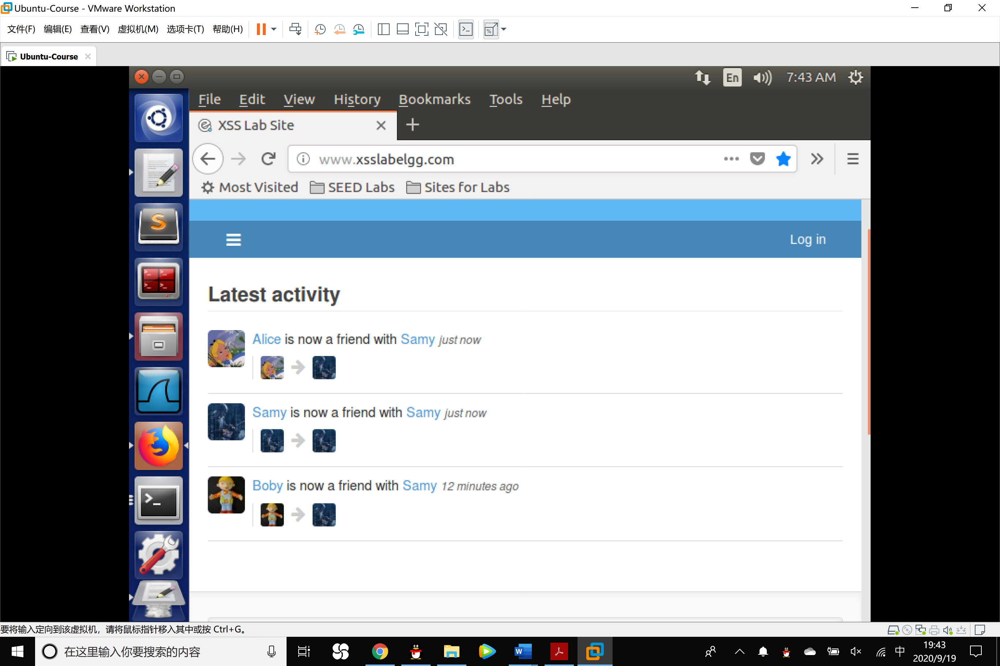 Ubuntu-Course - VMware Workstation
文件(F) 编辑(E) 查看(V) 虚拟机(M) 选项卡(T) 帮助(H)
Ubuntu-Course
En 7:43 AM
File Edit View History Bookmarks Tools Help
XSS Lab Site
www.xsslabelgg.com
Most Visited SEED Labs Sites for Labs
Log in
Latest activity
Alice is now a friend with Samy just now
Samy is now a friend with Samy just now
Boby is now a friend with Samy 12 minutes ago
要将输入定向到该虚拟机，请将鼠标指针移入其中或按 Ctrl+G。
在这里输入你要搜索的内容
中
19:43
2020/9/19